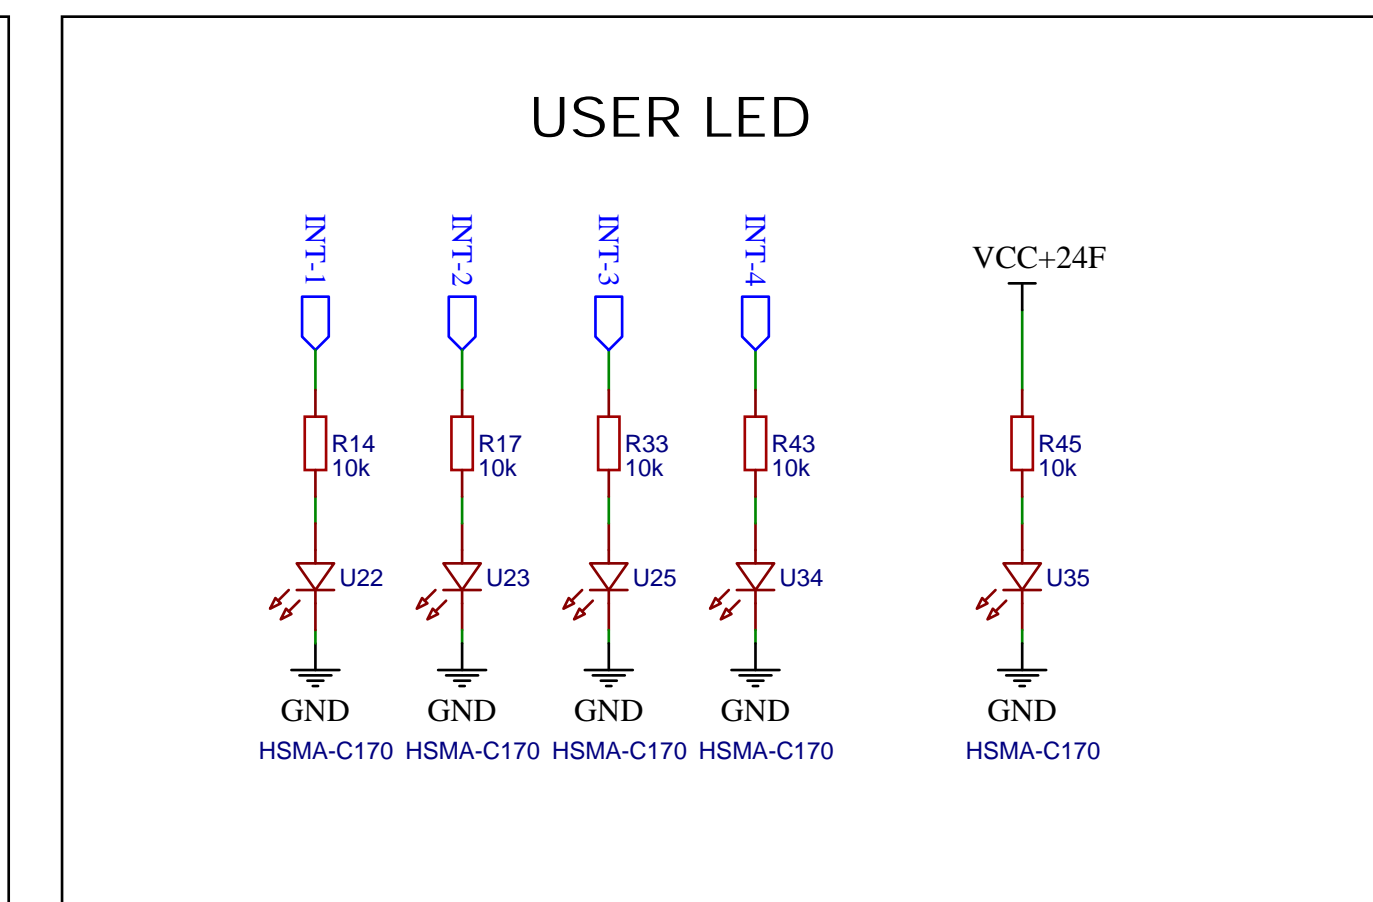 USER LED
INT-1
INT-2
INT-3
INT-4
VCC+24F
R14
10k
R17
10k
R33
10k
R43
10k
R45
10k
U22
U23
U25
U34
U35
GND
GND
GND
GND
GND
HSMA-C170
HSMA-C170
HSMA-C170
HSMA-C170
HSMA-C170